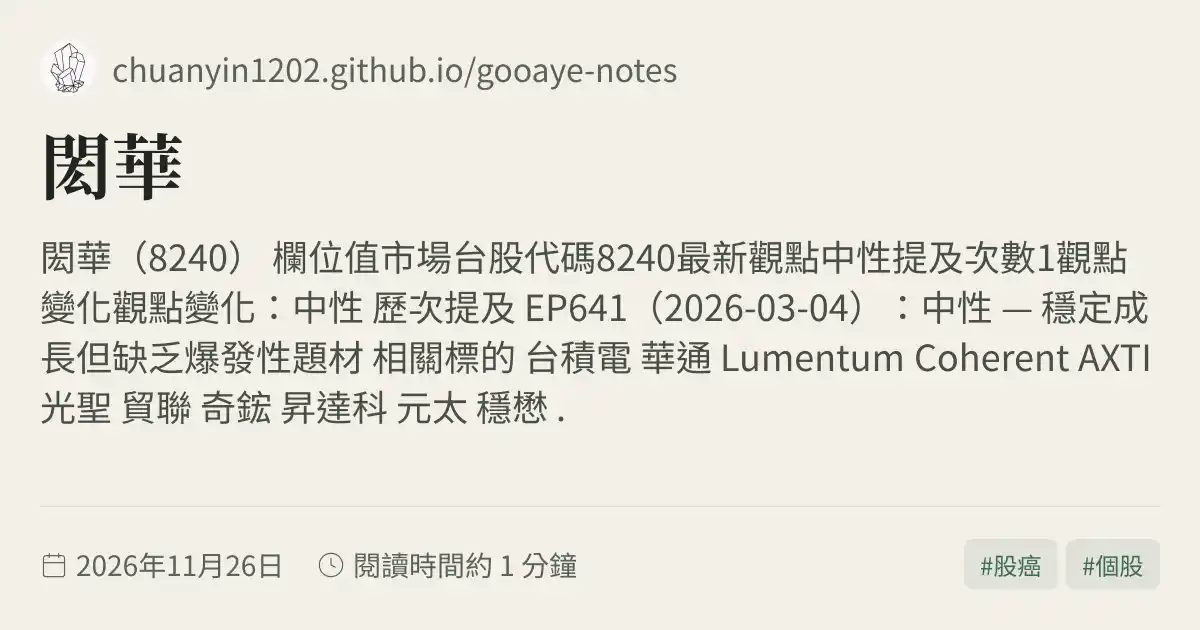 chuanyin1202.github.io/gooaye-notes
閎華
閎華（8240） 欄位值市場台股代碼8240最新觀點中性提及次數1觀點
變化觀點變化：中性 歷次提及 EP641（2026-03-04）：中性 — 穩定成
長但缺乏爆發性題材 相關標的 台積電 華通 Lumentum Coherent AXTI
光聖 貿聯 奇鋐 昇達科 元太 穩懋 .
2026年11月26日 閱讀時間約 1 分鐘
#股癌 #個股